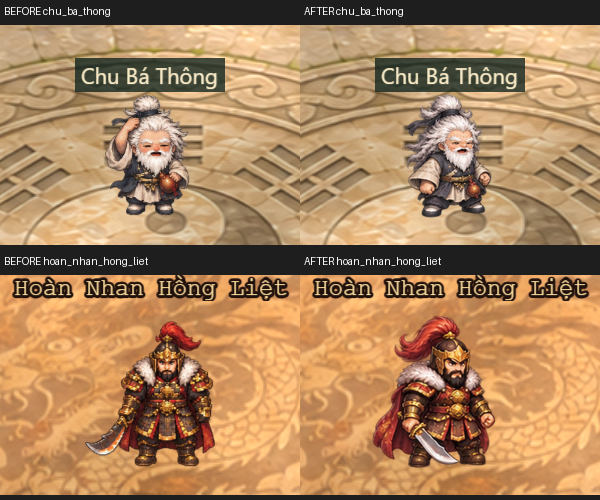 BEFORE chu_ba_thong
AFTER chu_ba_thong
Chu Bá Thông
Chu Bá Thông
BEFORE hoan_nhan_hong_liet
AFTER hoan_nhan_hong_liet
Hoàn Nhan Hồng Liệt
Hoàn Nhan Hồng Liệt